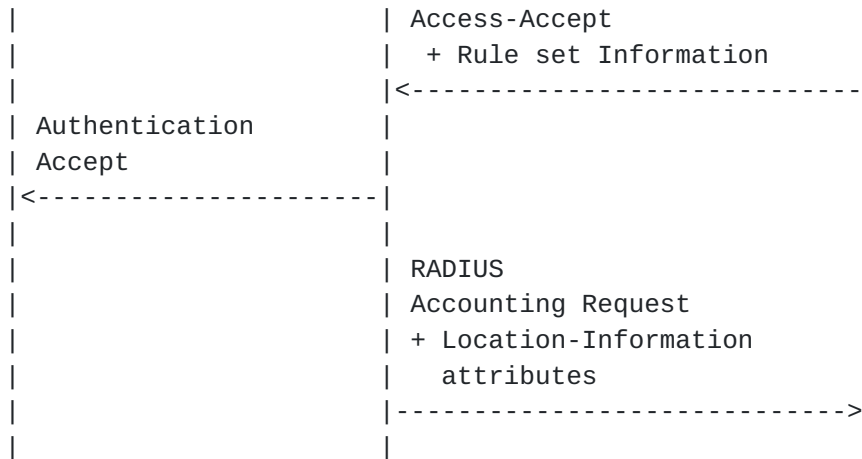 | | Access-Accept
| | + Rule set Information
| |<-----------------------------
| Authentication |
| Accept |
|<----------------------|
| |
| | RADIUS
| | Accounting Request
| | + Location-Information
| | attributes
| |----------------------------->
| |